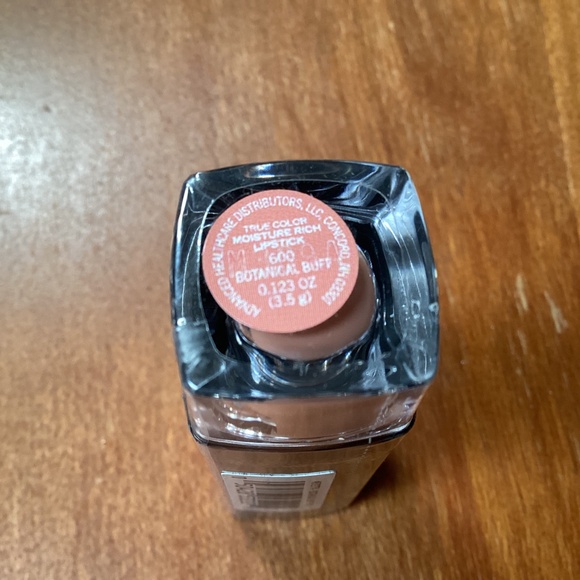 ADVANCED HEALTHCARE DISTRIBUTORS, LLC, CONCORD, NH 03301
TRUE COLOR
MOISTURE RICH
LIPSTICK
600
BOTANICAL BUFF
0.123 OZ
(3.5 g)